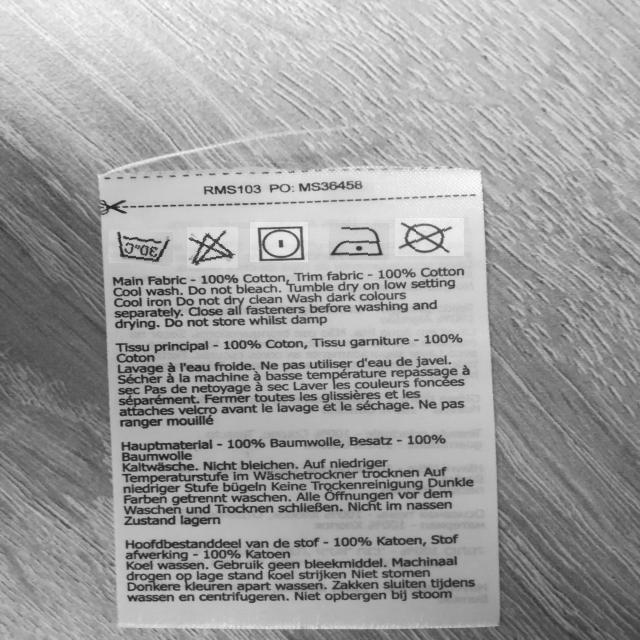 RMS103 PO: MS36458
30°C
Main Fabric - 100% Cotton, Trim fabric - 100% Cotton
Cool wash. Do not bleach. Tumble dry on low setting
Cool iron Do not dry clean Wash dark colours
separately. Close all fasteners before washing and
drying. Do not store whilst damp
Tissu principal - 100% Coton, Tissu garniture - 100%
Coton
Lavage à l'eau froide. Ne pas utiliser d'eau de javel.
Sécher à la machine à basse température repassage à
sec Pas de netoyage à sec Laver les couleurs foncées
séparément. Fermer toutes les glissières et les
attaches velcro avant le lavage et le séchage. Ne pas
ranger mouillé
Hauptmaterial - 100% Baumwolle, Besatz - 100%
Baumwolle
Kaltwäsche. Nicht bleichen. Auf niedriger
Temperaturstufe im Wäschetrockner trocknen Auf
niedriger Stufe bügeln Keine Trockenreinigung Dunkle
Farben getrennt waschen. Alle Öffnungen vor dem
Waschen und Trocknen schließen. Nicht im nassen
Zustand lagern
Hoofdbestanddeel van de stof - 100% Katoen, Stof
afwerking - 100% Katoen
Koel wassen. Gebruik geen bleekmiddel. Machinaal
drogen op lage stand koel strijken Niet stomen
Donkere kleuren apart wassen. Zakken sluiten tijdens
wassen en centrifugeren. Niet opbergen bij stoom